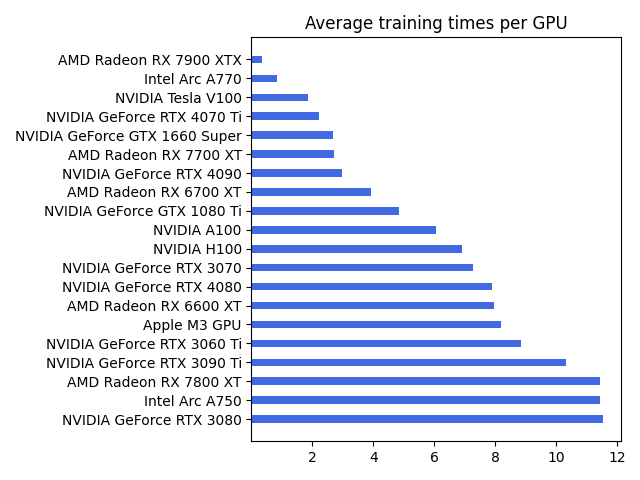 Average training times per GPU
AMD Radeon RX 7900 XTX
Intel Arc A770
NVIDIA Tesla V100
NVIDIA GeForce RTX 4070 Ti
NVIDIA GeForce GTX 1660 Super
AMD Radeon RX 7700 XT
NVIDIA GeForce RTX 4090
AMD Radeon RX 6700 XT
NVIDIA GeForce GTX 1080 Ti
NVIDIA A100
NVIDIA H100
NVIDIA GeForce RTX 3070
NVIDIA GeForce RTX 4080
AMD Radeon RX 6600 XT
Apple M3 GPU
NVIDIA GeForce RTX 3060 Ti
NVIDIA GeForce RTX 3090 Ti
AMD Radeon RX 7800 XT
Intel Arc A750
NVIDIA GeForce RTX 3080
2 4 6 8 10 12